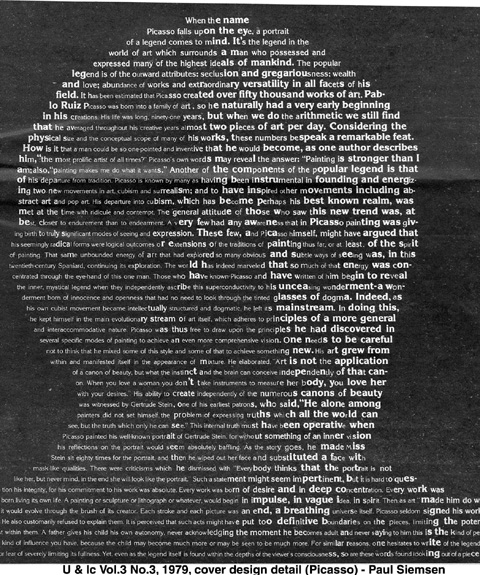 When the name
Picasso falls upon the eye, a portrait
of a legend comes to mind. It's the legend in the
world of art which surrounds a man who possessed and
expressed many of the highest ideals of mankind. The popular
legend is of the outward attributes: seclusion and gregariousness; wealth
and love; abundance of works and extraordinary versatility in all facets of his
field. It has been estimated that Picasso created over fifty thousand works of art. Pab-
lo Ruiz Picasso was born into a family of art, so he naturally had a very early beginning
in his creations. His life was long, ninety-one years, but when we do the arithmetic we still find
that he averaged throughout his creative years almost two pieces of art per day. Considering the
physical size and the conceptual scope of many of his works, these numbers bespeak a remarkable feat.
How is it that a man could be so one-pointed and inventive that he would become, as one author describes
him, "the most prolific artist of all times?" Picasso's own words may reveal the answer: "Painting is stronger than I
am; also, "painting makes me do what it wants." Another of the components of the popular legend is that
of his departure from tradition. Picasso is known by many as having been instrumental in founding and energiz-
ing two new movements in art, cubism and surrealism; and to have inspired other movements including ab-
stract art and pop art. His departure into cubism, which has become perhaps his best known realm, was
met at the time with ridicule and contempt. The general attitude of those who saw this new trend was, at
best, closer to endurement than to endearment. A very few had any awareness that in Picasso painting was giv-
ing birth to truly significant modes of seeing and expression. These few, and Picasso himself, might have argued that
his seemingly radical forms were logical outcomes or extensions of the traditions of painting thus far, or at least, of the spirit
of painting. That same unbounded energy of art that had explored so many obvious and subtle ways of seeing was, in this
twentieth-century Spaniard, continuing its exploration. The world has indeed marveled that so much of that energy was con-
centrated through the eye/hand of this one man. Those who have known Picasso and have written of him begin to reveal
the inner, mystical legend when they independently ascribe this superconductivity to his unceasing wonderment-a won-
derment born of innocence and openness that had no need to look through the tinted glasses of dogma. Indeed, as
his own cubist movement became intellectually structured and dogmatic, he left its mainstream. In doing this,
he kept himself in the main evolutionary stream of art itself, which adheres to principles of a more general
and interaccommodative nature. Picasso was thus free to draw upon the principles he had discovered in
several specific modes of painting to achieve an even more comprehensive vision. One needs to be careful
not to think that he mixed some of this style and some of that to achieve something new. His art grew from
within and manifested itself in the appearance of mixture. He elaborated, "Art is not the application
of a canon of beauty, but what the instinct and the brain can conceive independently of that can-
on. When you love a woman you don't take instruments to measure her body, you love her
with your desires." His ability to create independently of the numerous canons of beauty
was witnessed by Gertrude Stein, one of his earliest patrons, who said, "He alone among
painters did not set himself, the problem of expressing truths which all the world can
see, but the truth which only he can see." This internal truth must have been operative when
Picasso painted his well-known portrait of Gertrude Stein, for without something of an inner vision
his reflections on the portrait would seem absolutely baffling. As the story goes, he made Miss
Stein sit eighty times for the portrait, and then he wiped out her face and substituted a face with
mask-like qualities. There were criticisms which he dismissed with "Everybody thinks that the portrait is not
like her, but never mind, in the end she will look like the portrait." Such a statement might seem impertinent, but it is hard to ques-
tion his integrity, for his commitment to his work was absolute. Every work was born of desire and in deep concentration. Every work was
born living its own life. A painting or sculpture or lithograph or whatever, would begin in impulse, in vague loss, in spirit. Then as art made him do w
it would evolve through the brush of its creator. Each stroke and each picture was an end, a breathing universe itself. Picasso seldom signed his work
He also customarily refused to explain them. It is perceived that such acts might have put too definitive boundaries on the pieces, limiting the poten
t within them. A father gives his child his own autonomy, never acknowledging the moment he becomes adult and never saying to him this is the kind of
kind of influence you have, because the child may become much more or may be seen to be much more. For similar reasons, one hesitates to write of the legend
or fear of severely limiting its fullness. Yet, even as the legend itself is found within the depths of the viewer's consciousness, so are these words found looking out of a piece
U & lc Vol.3 No.3, 1979, cover design detail (Picasso) - Paul Siemsen